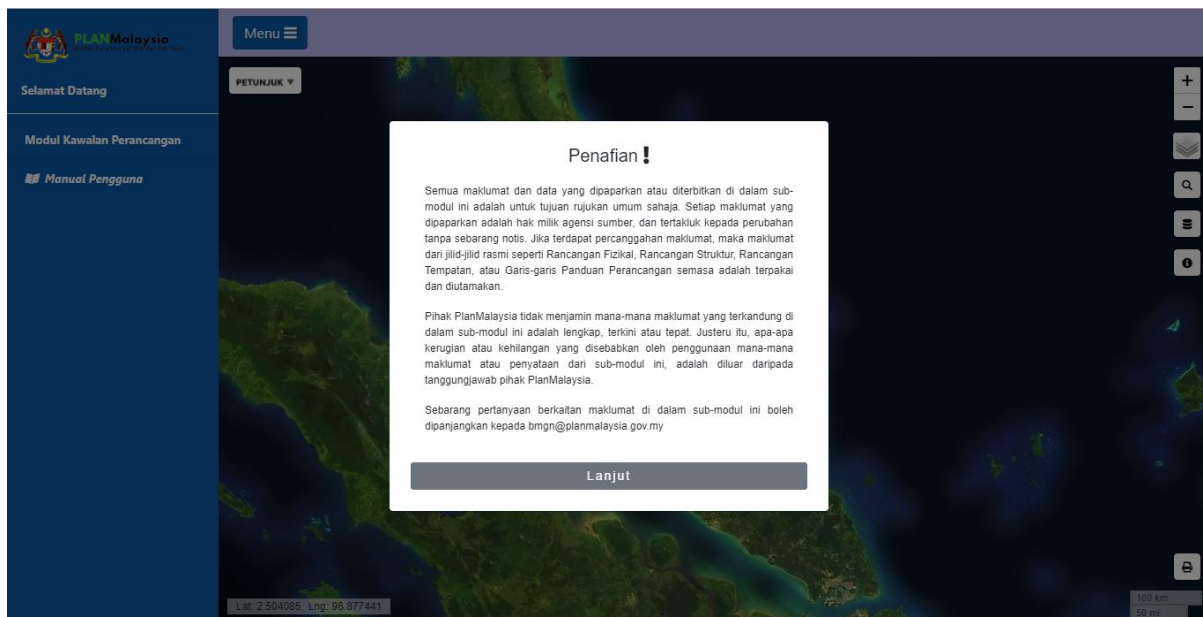 PLANMalaysia
Menu
Selamat Datang
PETUNJUK ▼
+
−
Modul Kawalan Perancangan
Manual Pengguna
Penafian !
Semua maklumat dan data yang dipaparkan atau diterbitkan di dalam sub-
modul ini adalah untuk tujuan rujukan umum sahaja. Setiap maklumat yang
dipaparkan adalah hak milik agensi sumber, dan tertakluk kepada perubahan
tanpa sebarang notis. Jika terdapat percanggahan maklumat, maka maklumat
dari jilid-jilid rasmi seperti Rancangan Fizikal, Rancangan Struktur, Rancangan
Tempatan, atau Garis-garis Panduan Perancangan semasa adalah terpakai
dan diutamakan.
Pihak PlanMalaysia tidak menjamin mana-mana maklumat yang terkandung di
dalam sub-modul ini adalah lengkap, terkini atau tepat. Justeru itu, apa-apa
kerugian atau kehilangan yang disebabkan oleh penggunaan mana-mana
maklumat atau penyataan dari sub-modul ini, adalah diluar daripada
tanggungjawab pihak PlanMalaysia.
Sebarang pertanyaan berkaitan maklumat di dalam sub-modul ini boleh
dipanjangkan kepada bmgn@planmalaysia.gov.my
Lanjut
Lat: 2.504085, Lng: 96.877441
100 km
50 mi